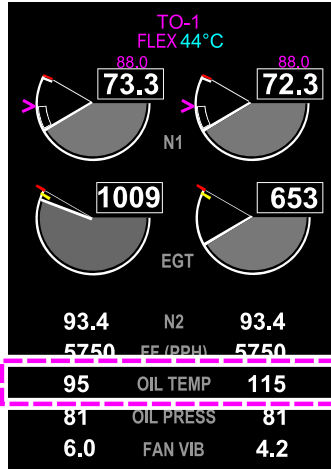 TO-1
FLEX 44°C
88.0 88.0
73.3 72.3
N1
1009 653
EGT
93.4 N2 93.4
5750 FF (PPH) 5750
95 OIL TEMP 115
81 OIL PRESS 81
6.0 FAN VIB 4.2